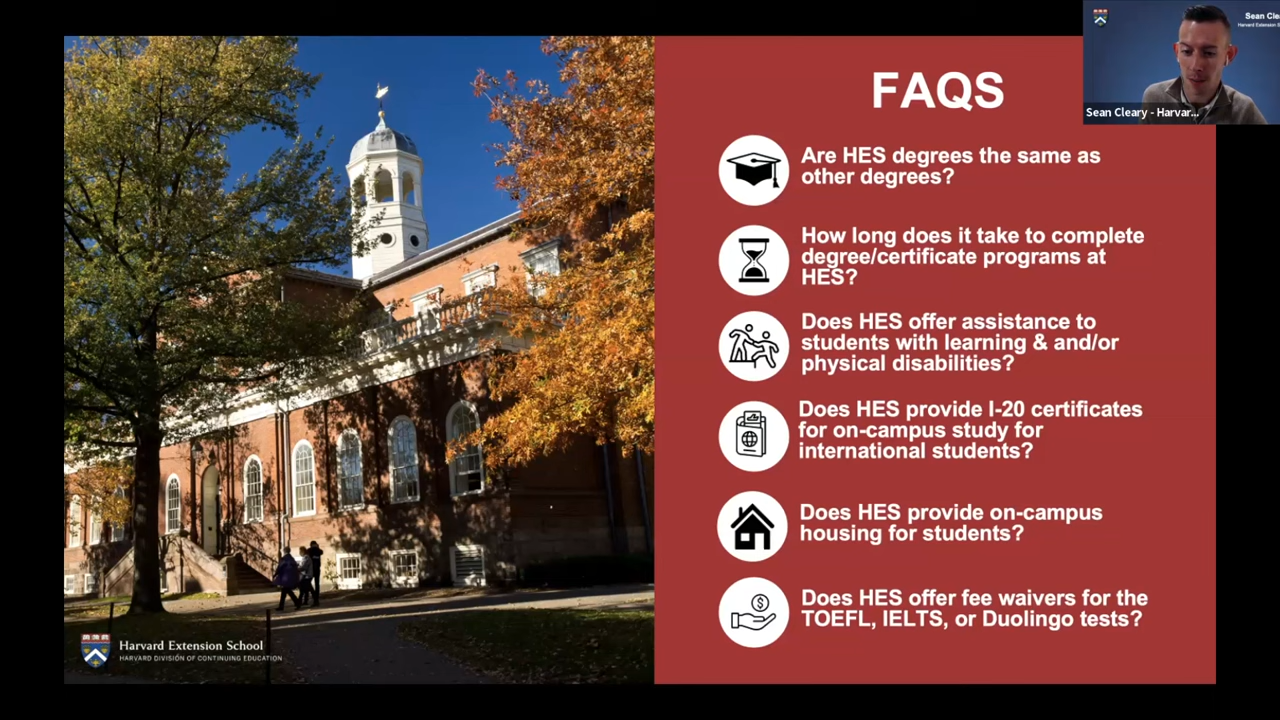 Sean Cle
Harvard Extension S
Sean Cleary - Harvar...
FAQS
Are HES degrees the same as
other degrees?
How long does it take to complete
degree/certificate programs at
HES?
Does HES offer assistance to
students with learning & and/or
physical disabilities?
Does HES provide I-20 certificates
for on-campus study for
international students?
Does HES provide on-campus
housing for students?
Does HES offer fee waivers for the
TOEFL, IELTS, or Duolingo tests?
Harvard Extension School
HARVARD DIVISION OF CONTINUING EDUCATION